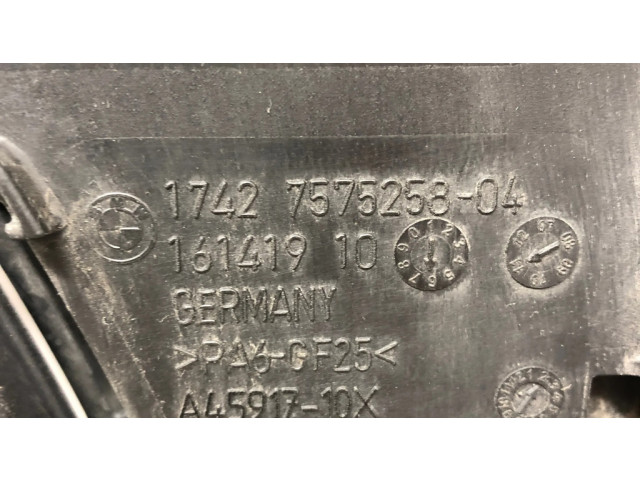 1742 7575258-04
161419 10
GERMANY
>PA6-GF25<
A45917-10X